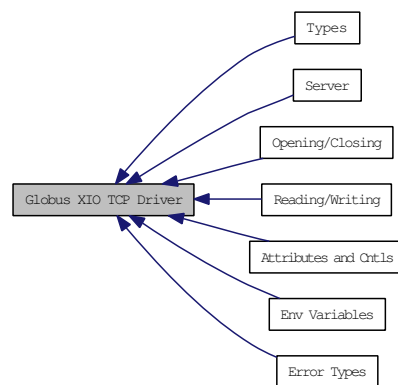 Types
Server
Opening/Closing
Globus XIO TCP Driver
Reading/Writing
Attributes and Cntls
Env Variables
Error Types